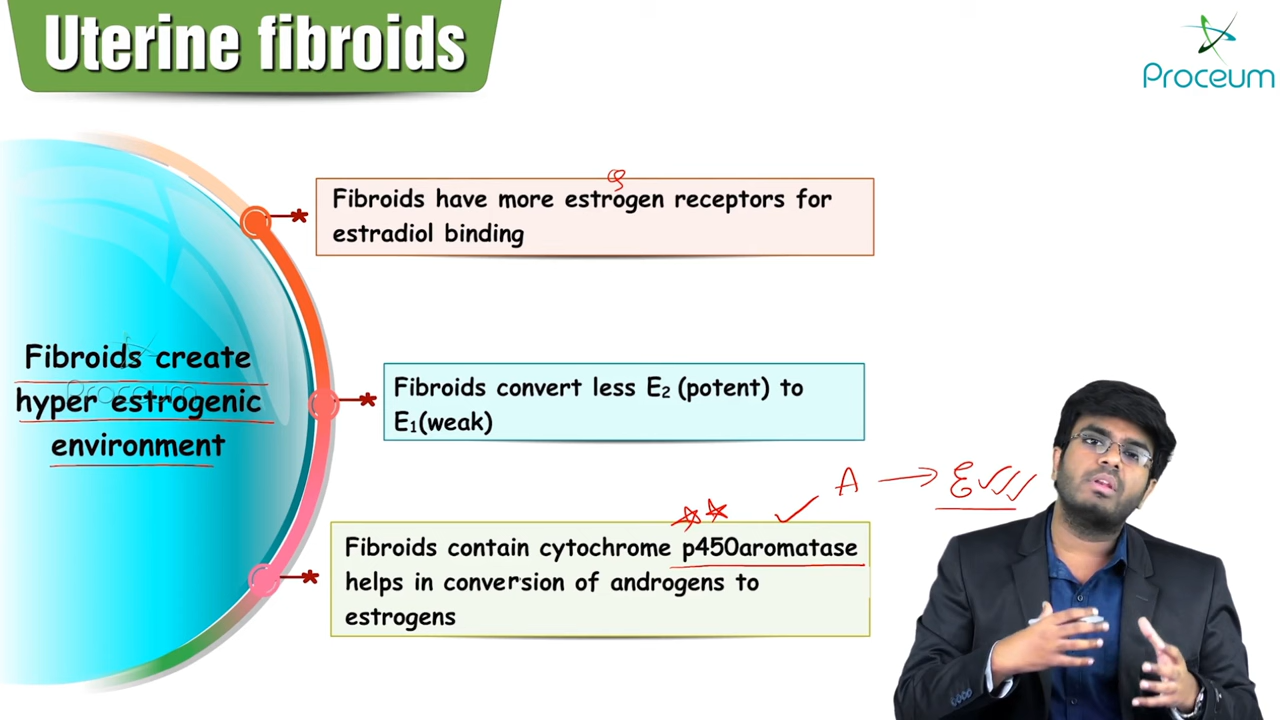 Uterine fibroids
Proceum
Fibroids have more estrogen receptors for
estradiol binding
Fibroids create
hyper estrogenic
environment
Proceum
Fibroids convert less E₂ (potent) to
E₁(weak)
A → E
Fibroids contain cytochrome p450aromatase
helps in conversion of androgens to
estrogens